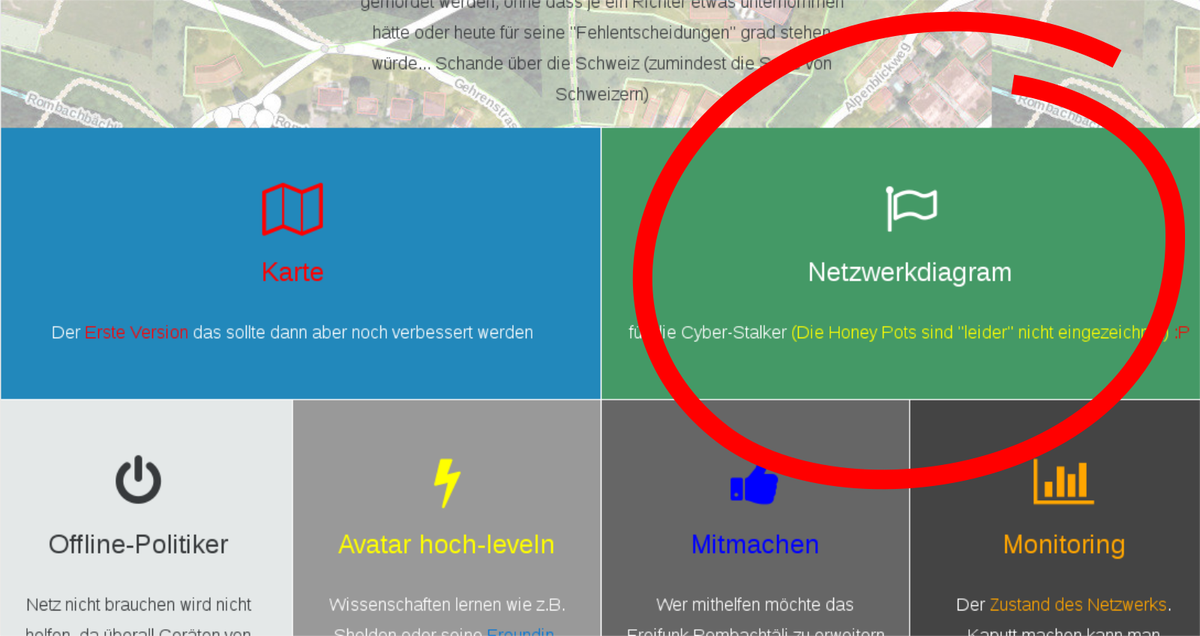 gemordet werden, ohne dass je ein Richter etwas unternommen
hätte oder heute für seine "Fehlentscheidungen" grad stehen
würde... Schande über die Schweiz (zumindest die von
Schweizern)
Rombachbächli
Gehrenstras
Alpenblickweg
Karte
Der Erste Version das sollte dann aber noch verbessert werden
Netzwerkdiagram
für die Cyber-Stalker (Die Honey Pots sind "leider" nicht eingezeichnet) :P
Offline-Politiker
Netz nicht brauchen wird nicht
helfen, da überall Geräten von
Avatar hoch-leveln
Wissenschaften lernen wie z.B.
Sheldon oder seine Freundin
Mitmachen
Wer mithelfen möchte das
Freifunk Rombachtäli zu erweitern
Monitoring
Der Zustand des Netzwerks.
Kaputt machen kann man